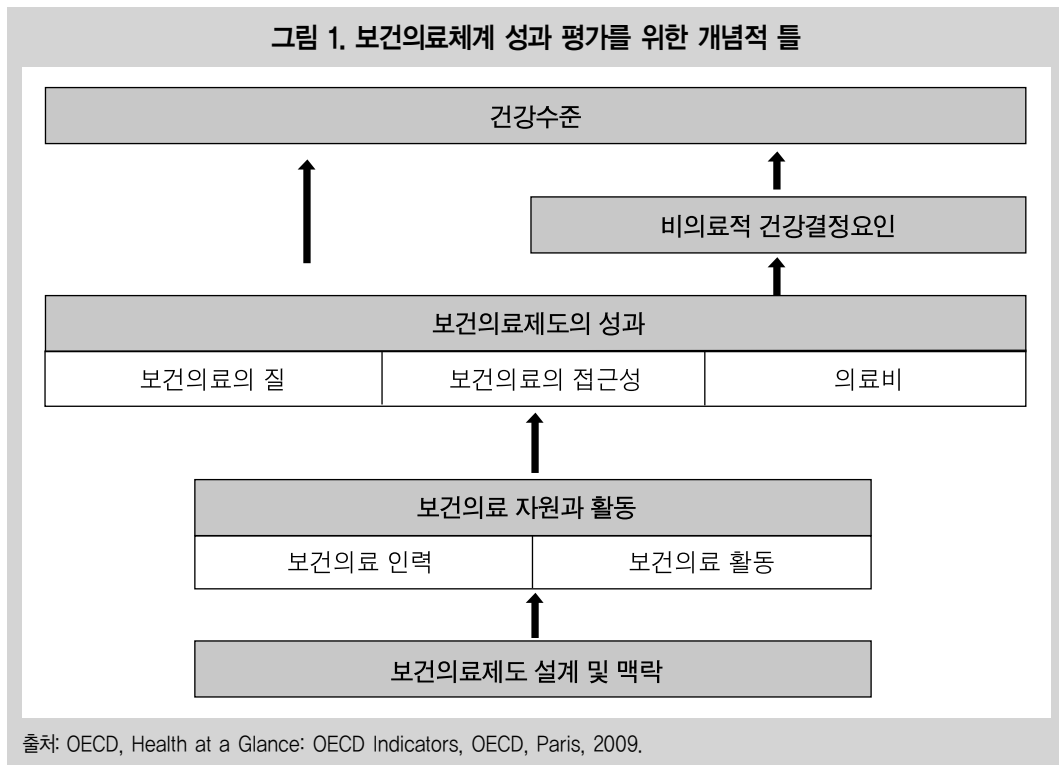 그림 1. 보건의료체계 성과 평가를 위한 개념적 틀
건강수준
비의료적 건강결정요인
보건의료제도의 성과
보건의료의 질
보건의료의 접근성
의료비
보건의료 자원과 활동
보건의료 인력
보건의료 활동
보건의료제도 설계 및 맥락
출처: OECD, Health at a Glance: OECD Indicators, OECD, Paris, 2009.